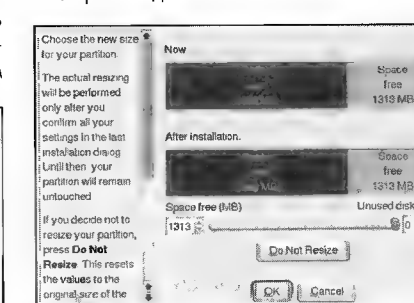 Choose the new size
for your partition.
The actual resizing
will be performed
only after you
confirm all your
settings in the last
installation dialog
Until then your
partition will remain
untouched
If you decide not to
resize your partition,
press Do Not
Resize. This resets
the values to the
original size of the
Now
Space
free
1313 MB
After installation.
Space
free
1313 MB
Space free (MB)
Unused disk
1313
0
Do Not Resize
OK
Cancel